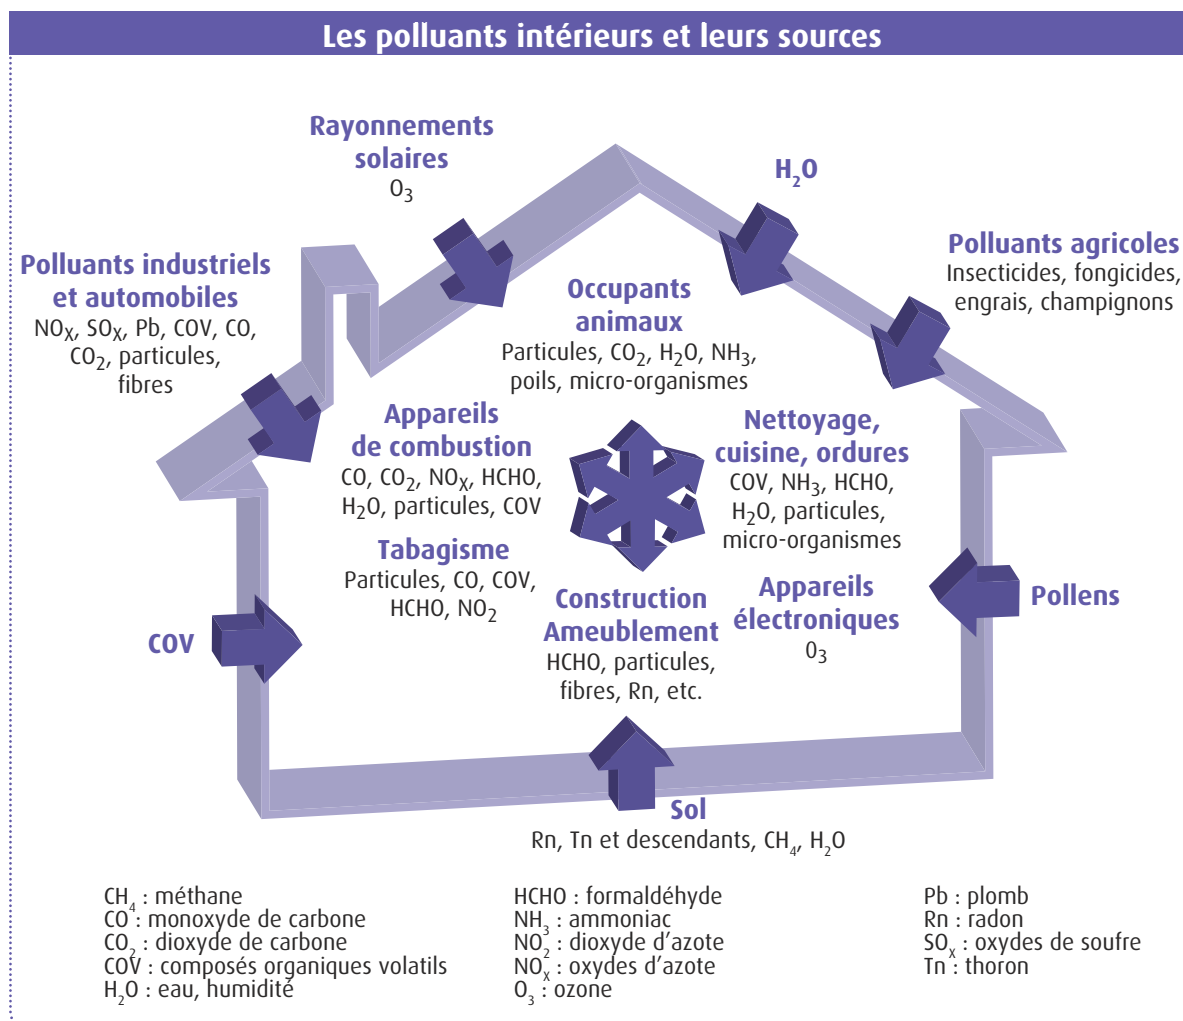 Les polluants intérieurs et leurs sources
Rayonnements
solaires
O₃
H₂O
Polluants industriels
et automobiles
NOₓ, SOₓ, Pb, COV, CO,
CO₂, particules,
fibres
Polluants agricoles
Insecticides, fongicides,
engrais, champignons
Occupants
animaux
Particules, CO₂, H₂O, NH₃,
poils, micro-organismes
Appareils
de combustion
CO, CO₂, NOₓ, HCHO,
H₂O, particules, COV
Nettoyage,
cuisine, ordures
COV, NH₃, HCHO,
H₂O, particules,
micro-organismes
Tabagisme
Particules, CO, COV,
HCHO, NO₂
Construction
Ameublement
HCHO, particules,
fibres, Rn, etc.
Appareils
électroniques
O₃
Pollens
COV
Sol
Rn, Tn et descendants, CH₄, H₂O
CH₄ : méthane
CO : monoxyde de carbone
CO₂ : dioxyde de carbone
COV : composés organiques volatils
H₂O : eau, humidité
HCHO : formaldéhyde
NH₃ : ammoniac
NO₂ : dioxyde d'azote
NOₓ : oxydes d'azote
O₃ : ozone
Pb : plomb
Rn : radon
SOₓ : oxydes de soufre
Tn : thoron